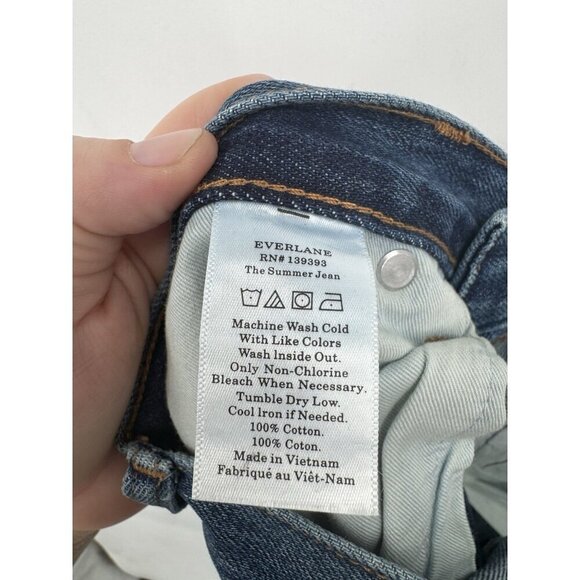 EVERLANE
RN# 139393
The Summer Jean
Machine Wash Cold
With Like Colors
Wash Inside Out.
Only Non-Chlorine
Bleach When Necessary.
Tumble Dry Low.
Cool Iron if Needed.
100% Cotton.
100% Coton.
Made in Vietnam
Fabriqué au Viêt-Nam